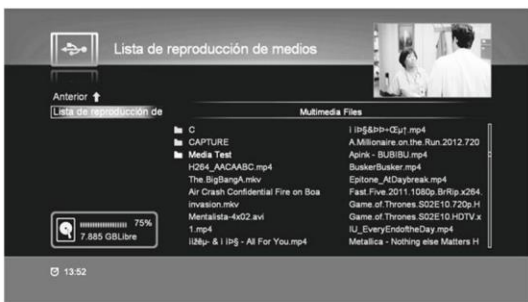 Lista de reproducción de medios
Anterior
Lista de reproducción de
Multimedia Files
C
CAPTURE
Media Test
H264_AACAABC.mp4
The.BigBangA.mkv
Air Crash Confidential Fire on Boa
invasion.mkv
Mentalista-4x02.avi
1.mp4
- All For You.mp4
A.Millionaire.on.the.Run.2012.720
Apink - BUBIBU.mp4
BuskerBusker.mp4
Epitone_AtDaybreak.mp4
Fast.Five.2011.1080p.BrRip.x264.
Game.of.Thrones.S02E10.720p.H
Game.of.Thrones.S02E10.HDTV.x
IU_EveryEndoftheDay.mp4
Metallica - Nothing else Matters H
75%
7.885 GBLibre
13:52